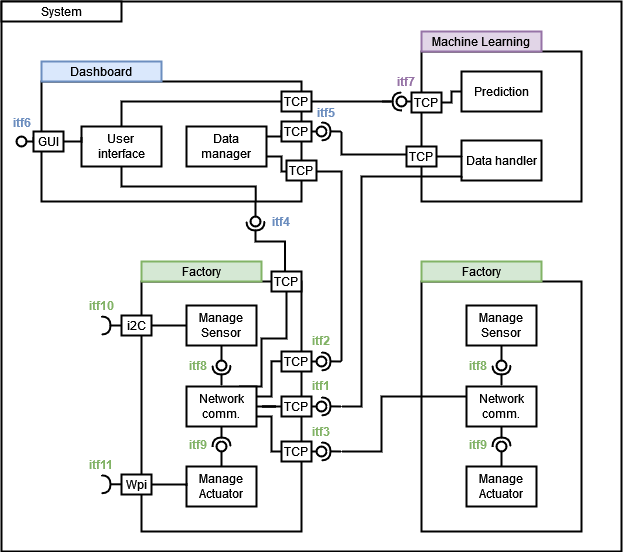 System
Machine Learning
Dashboard
itf7
TCP
TCP
Prediction
itf5
itf6
TCP
GUI
User
interface
Data
manager
TCP
Data handler
TCP
itf4
Factory
Factory
TCP
itf10
i2C
Manage
Sensor
Manage
Sensor
itf2
itf8
TCP
itf8
itf1
Network
comm.
TCP
Network
comm.
itf3
itf9
TCP
itf9
itf11
Wpi
Manage
Actuator
Manage
Actuator